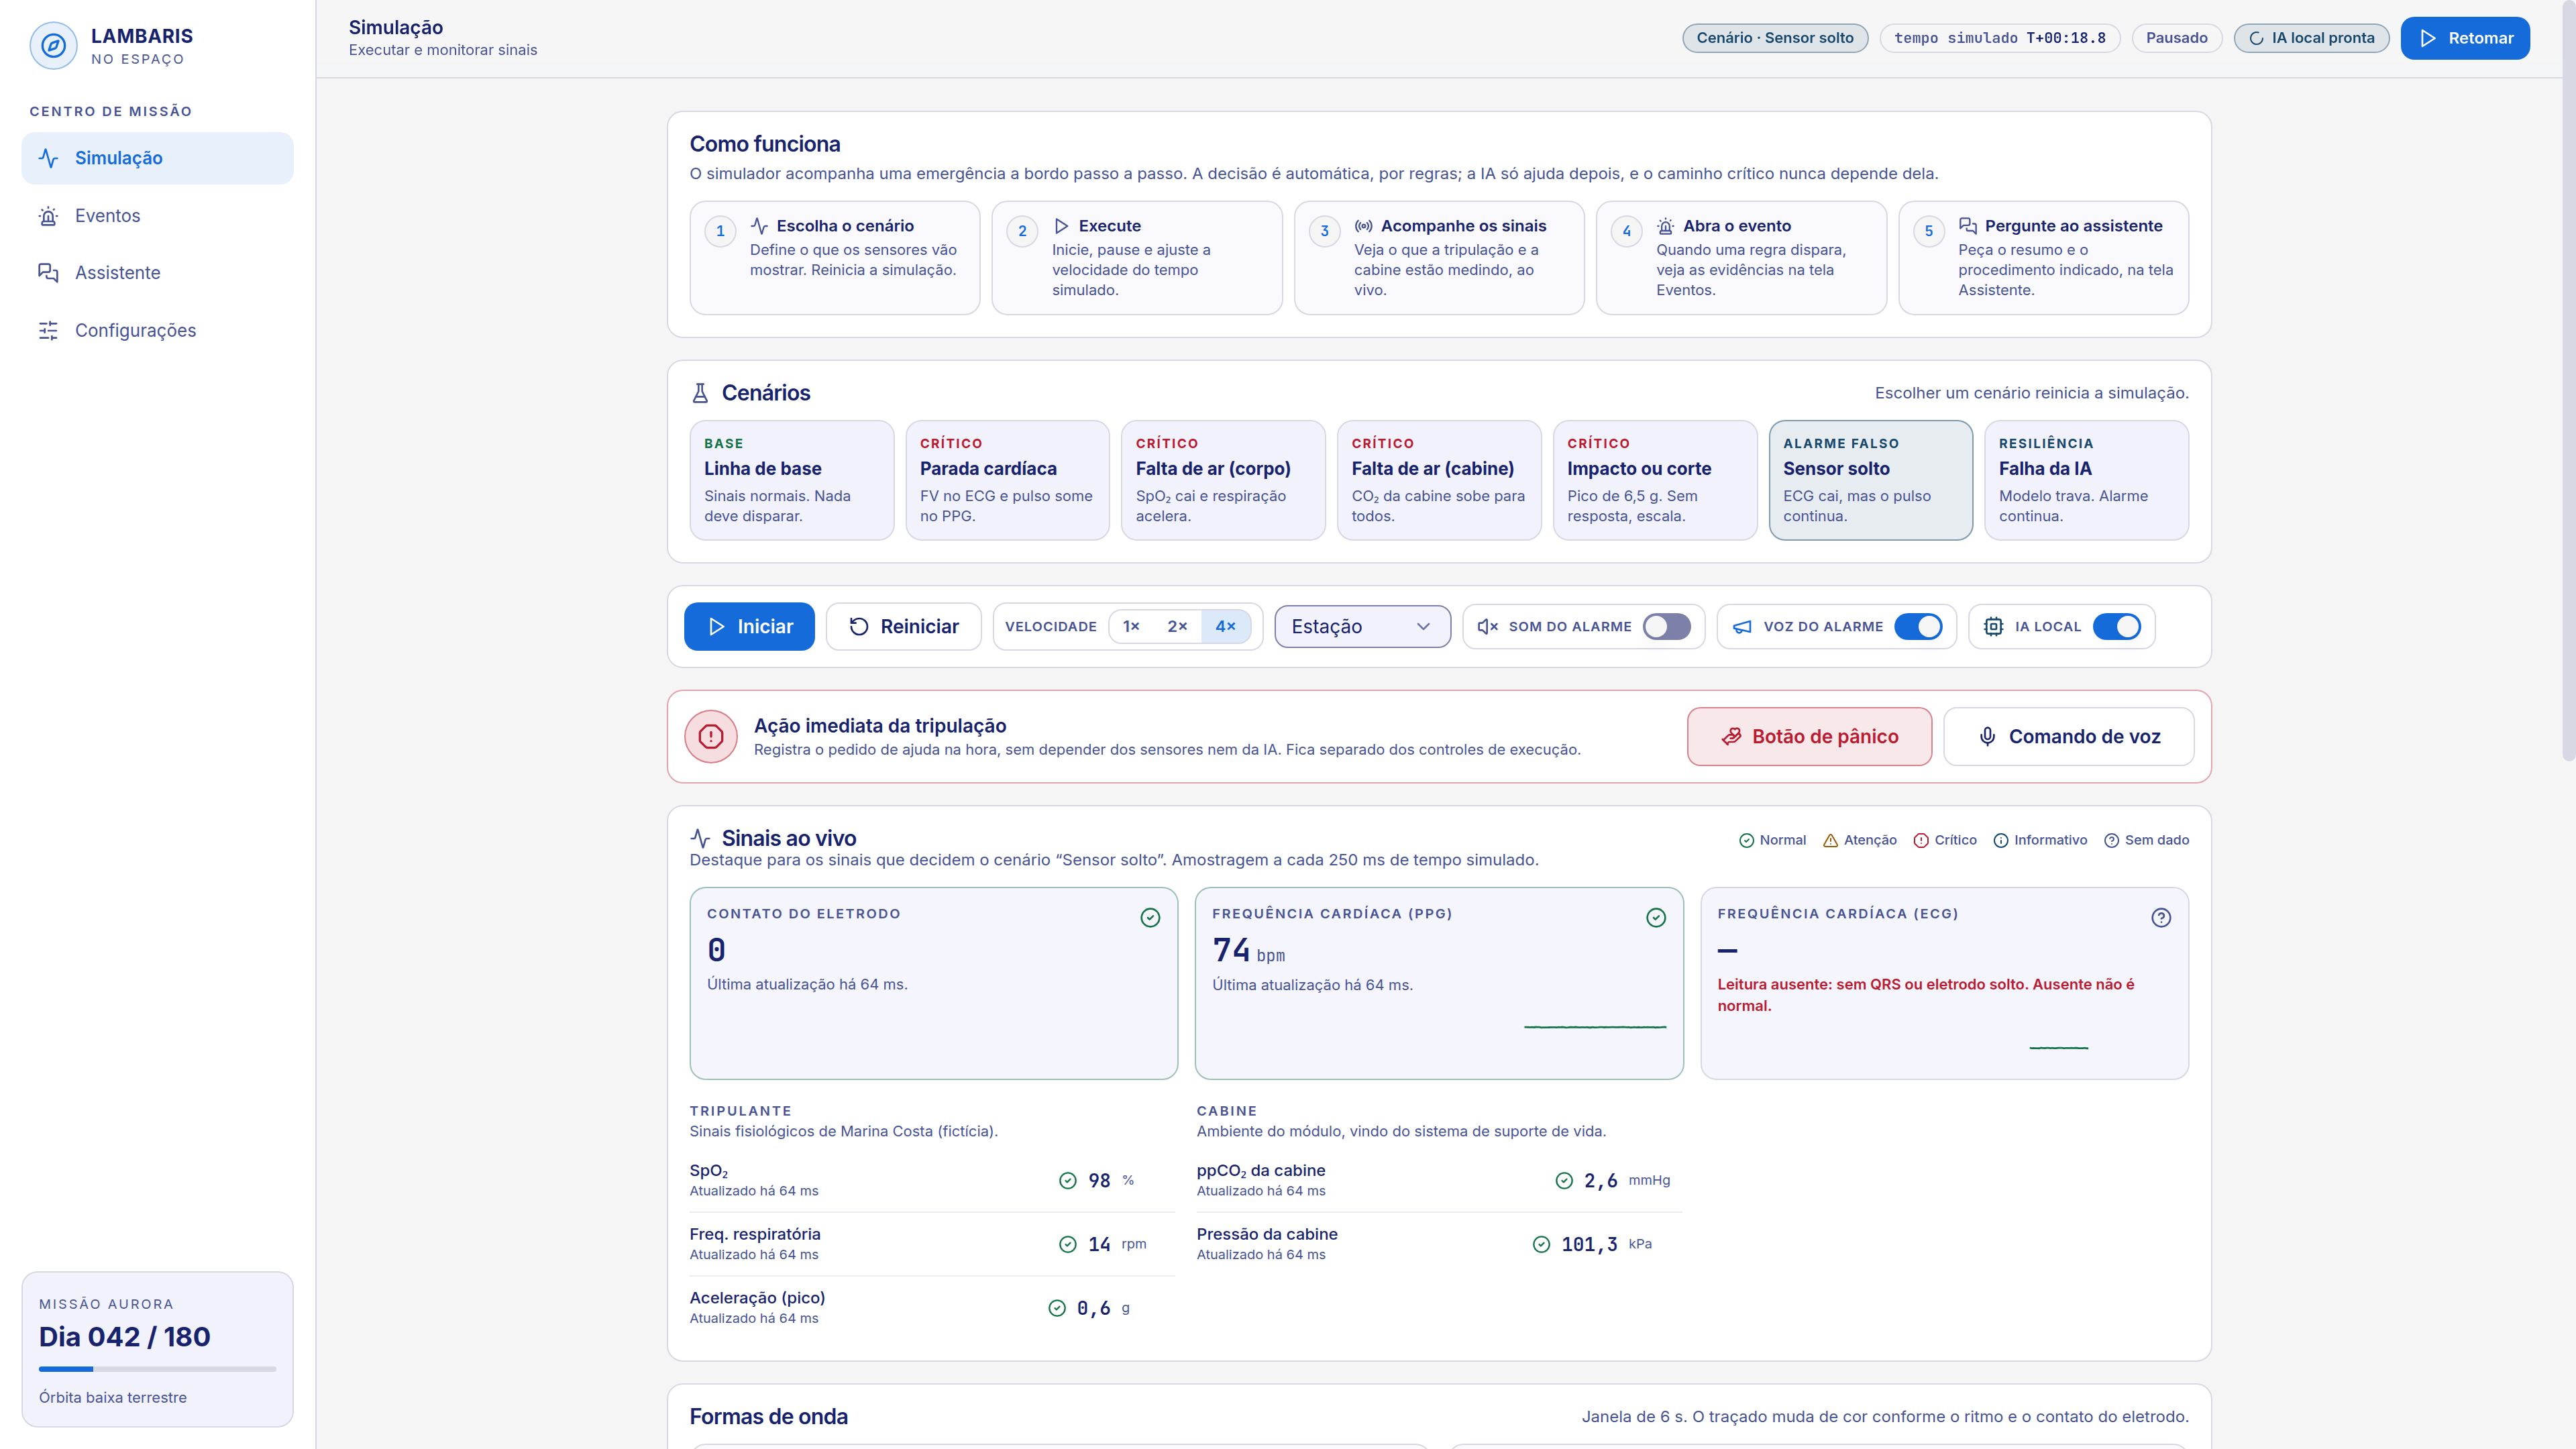 LAMBARIS
NO ESPAÇO
CENTRO DE MISSÃO
Simulação
Eventos
Assistente
Configurações
MISSÃO AURORA
Dia 042 / 180
Órbita baixa terrestre
Simulação
Executar e monitorar sinais
Cenário · Sensor solto
tempo simulado T+00:18.8
Pausado
IA local pronta
Retomar
Como funciona
O simulador acompanha uma emergência a bordo passo a passo. A decisão é automática, por regras; a IA só ajuda depois, e o caminho crítico nunca depende dela.
1
Escolha o cenário
Define o que os sensores vão
mostrar. Reinicia a simulação.
2
Execute
Inicie, pause e ajuste a
velocidade do tempo
simulado.
3
Acompanhe os sinais
Veja o que a tripulação e a
cabine estão medindo, ao
vivo.
4
Abra o evento
Quando uma regra dispara,
veja as evidências na tela
Eventos.
5
Pergunte ao assistente
Peça o resumo e o
procedimento indicado, na tela
Assistente.
Cenários
Escolher um cenário reinicia a simulação.
BASE
Linha de base
Sinais normais. Nada
deve disparar.
CRÍTICO
Parada cardíaca
FV no ECG e pulso some
no PPG.
CRÍTICO
Falta de ar (corpo)
SpO₂ cai e respiração
acelera.
CRÍTICO
Falta de ar (cabine)
CO₂ da cabine sobe para
todos.
CRÍTICO
Impacto ou corte
Pico de 6,5 g. Sem
resposta, escala.
ALARME FALSO
Sensor solto
ECG cai, mas o pulso
continua.
RESILIÊNCIA
Falha da IA
Modelo trava. Alarme
continua.
Iniciar
Reiniciar
VELOCIDADE
1×
2×
4×
Estação
SOM DO ALARME
VOZ DO ALARME
IA LOCAL
Ação imediata da tripulação
Registra o pedido de ajuda na hora, sem depender dos sensores nem da IA. Fica separado dos controles de execução.
Botão de pânico
Comando de voz
Sinais ao vivo
Destaque para os sinais que decidem o cenário “Sensor solto”. Amostragem a cada 250 ms de tempo simulado.
Normal
Atenção
Crítico
Informativo
Sem dado
CONTATO DO ELETRODO
0
Última atualização há 64 ms.
FREQUÊNCIA CARDÍACA (PPG)
74 bpm
Última atualização há 64 ms.
FREQUÊNCIA CARDÍACA (ECG)
—
Leitura ausente: sem QRS ou eletrodo solto. Ausente não é
normal.
TRIPULANTE
Sinais fisiológicos de Marina Costa (fictícia).
SpO₂
Atualizado há 64 ms
98 %
Freq. respiratória
Atualizado há 64 ms
14 rpm
Aceleração (pico)
Atualizado há 64 ms
0,6 g
CABINE
Ambiente do módulo, vindo do sistema de suporte de vida.
ppCO₂ da cabine
Atualizado há 64 ms
2,6 mmHg
Pressão da cabine
Atualizado há 64 ms
101,3 kPa
Formas de onda
Janela de 6 s. O traçado muda de cor conforme o ritmo e o contato do eletrodo.